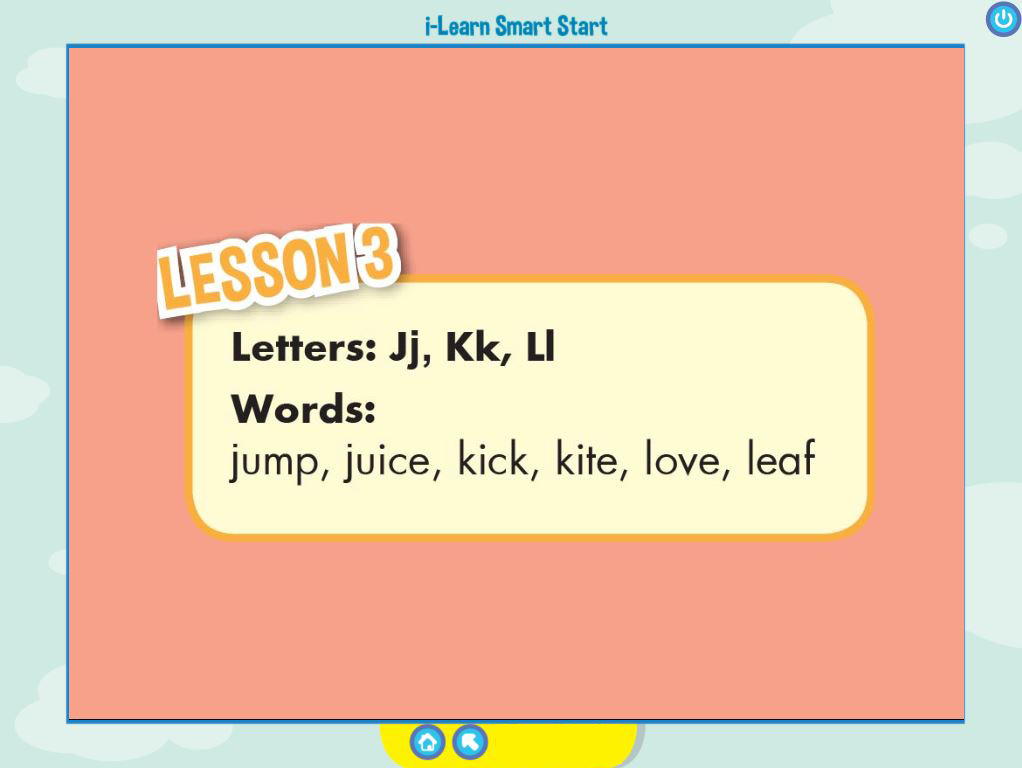 i-Learn Smart Start
LESSON 3
Letters: Jj, Kk, Ll
Words:
jump, juice, kick, kite, love, leaf